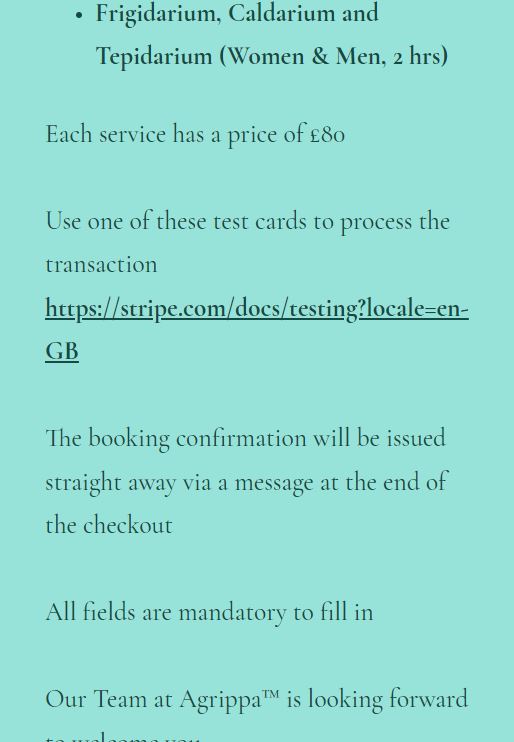 • Frigidarium, Caldarium and
Tepidarium (Women & Men, 2 hrs)
Each service has a price of £80
Use one of these test cards to process the
transaction
https://stripe.com/docs/testing?locale=en-
GB
The booking confirmation will be issued
straight away via a message at the end of
the checkout
All fields are mandatory to fill in
Our Team at Agrippa™ is looking forward
to welcome you